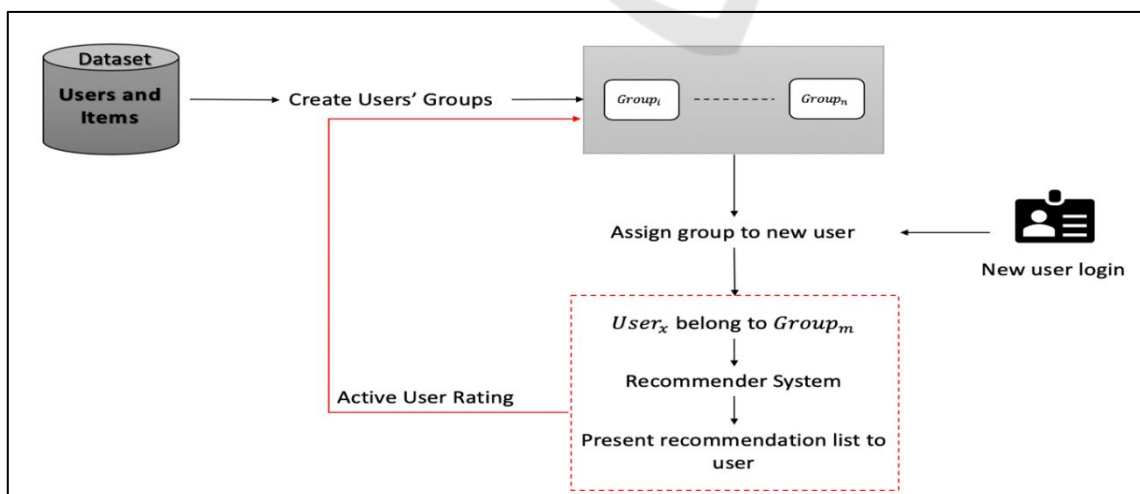 Dataset
Users and
Items
Create Users' Groups
Group_i
Group_n
Assign group to new user
New user login
User_x belong to Group_m
Recommender System
Active User Rating
Present recommendation list to
user